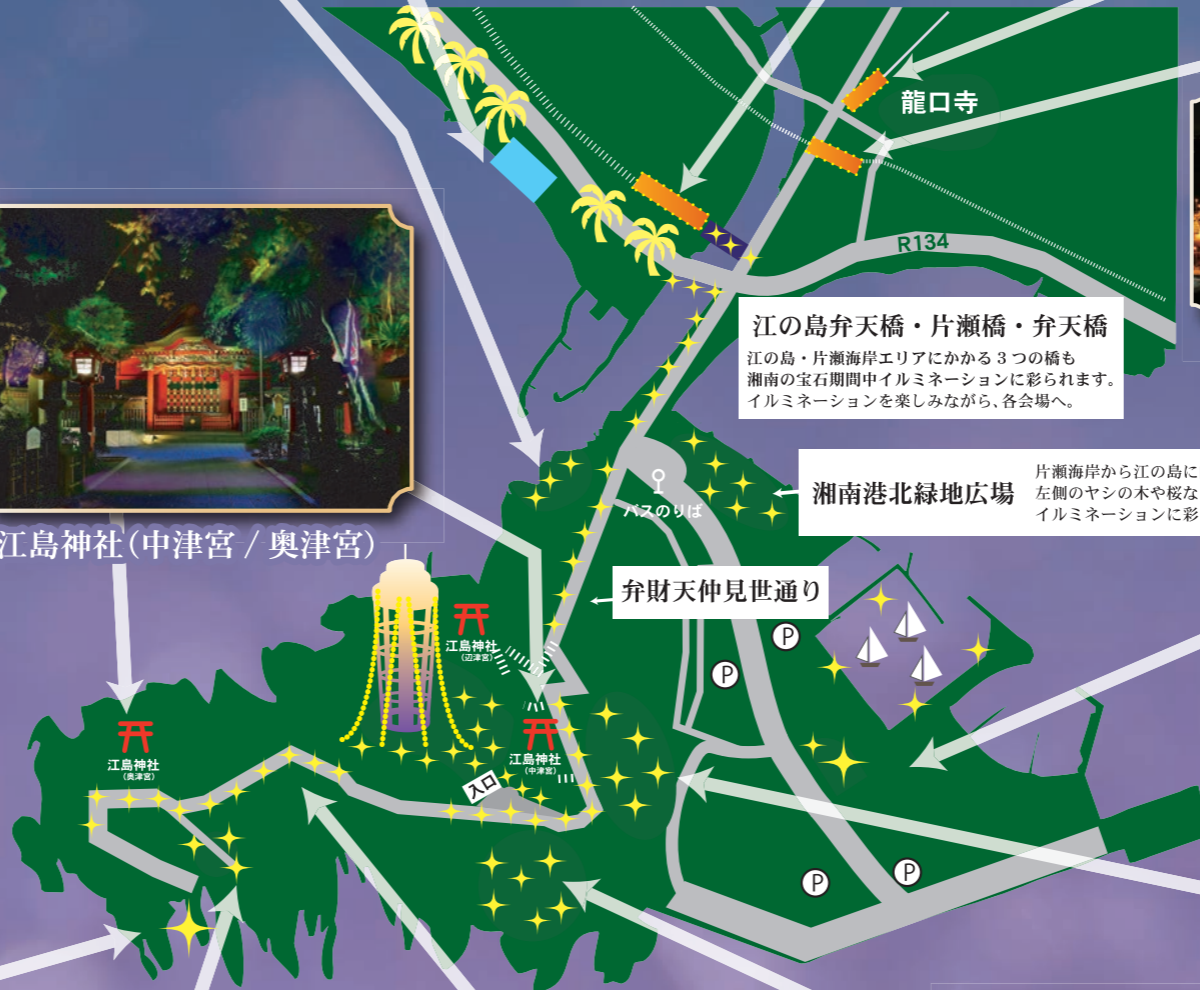 龍口寺
R134
江の島弁天橋・片瀬橋・弁天橋
江の島・片瀬海岸エリアにかかる3つの橋も
湘南の宝石期間中イルミネーションに彩られます。
イルミネーションを楽しみながら、各会場へ。
湘南港北緑地広場
片瀬海岸から江の島に
左側のヤシの木や桜な
イルミネーションに彩
バスのりば
江島神社(中津宮 / 奥津宮)
弁財天仲見世通り
江島神社
(辺津宮)
P
P
江島神社
(奥津宮)
江島神社
(中津宮)
入口
P
P